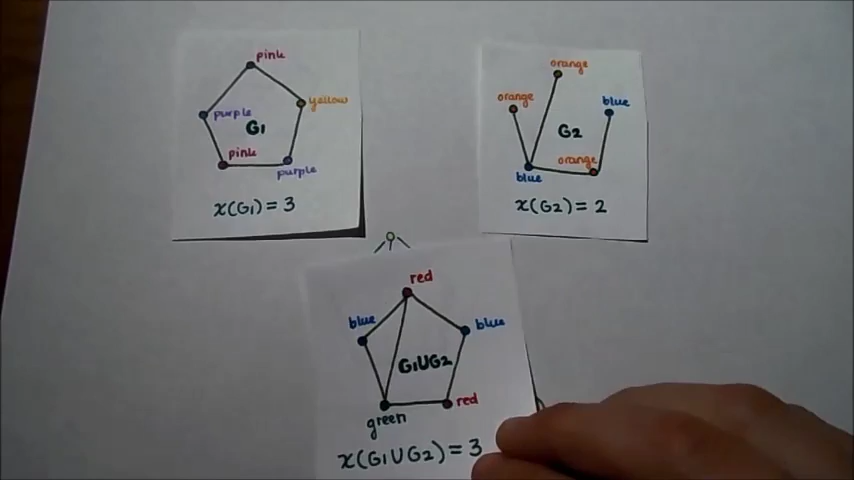 pink
purple
yellow
G1
pink
purple
x(G1) = 3
orange
orange
blue
G2
orange
blue
x(G2) = 2
red
blue
blue
G1UG2
green
red
x(G1UG2) = 3